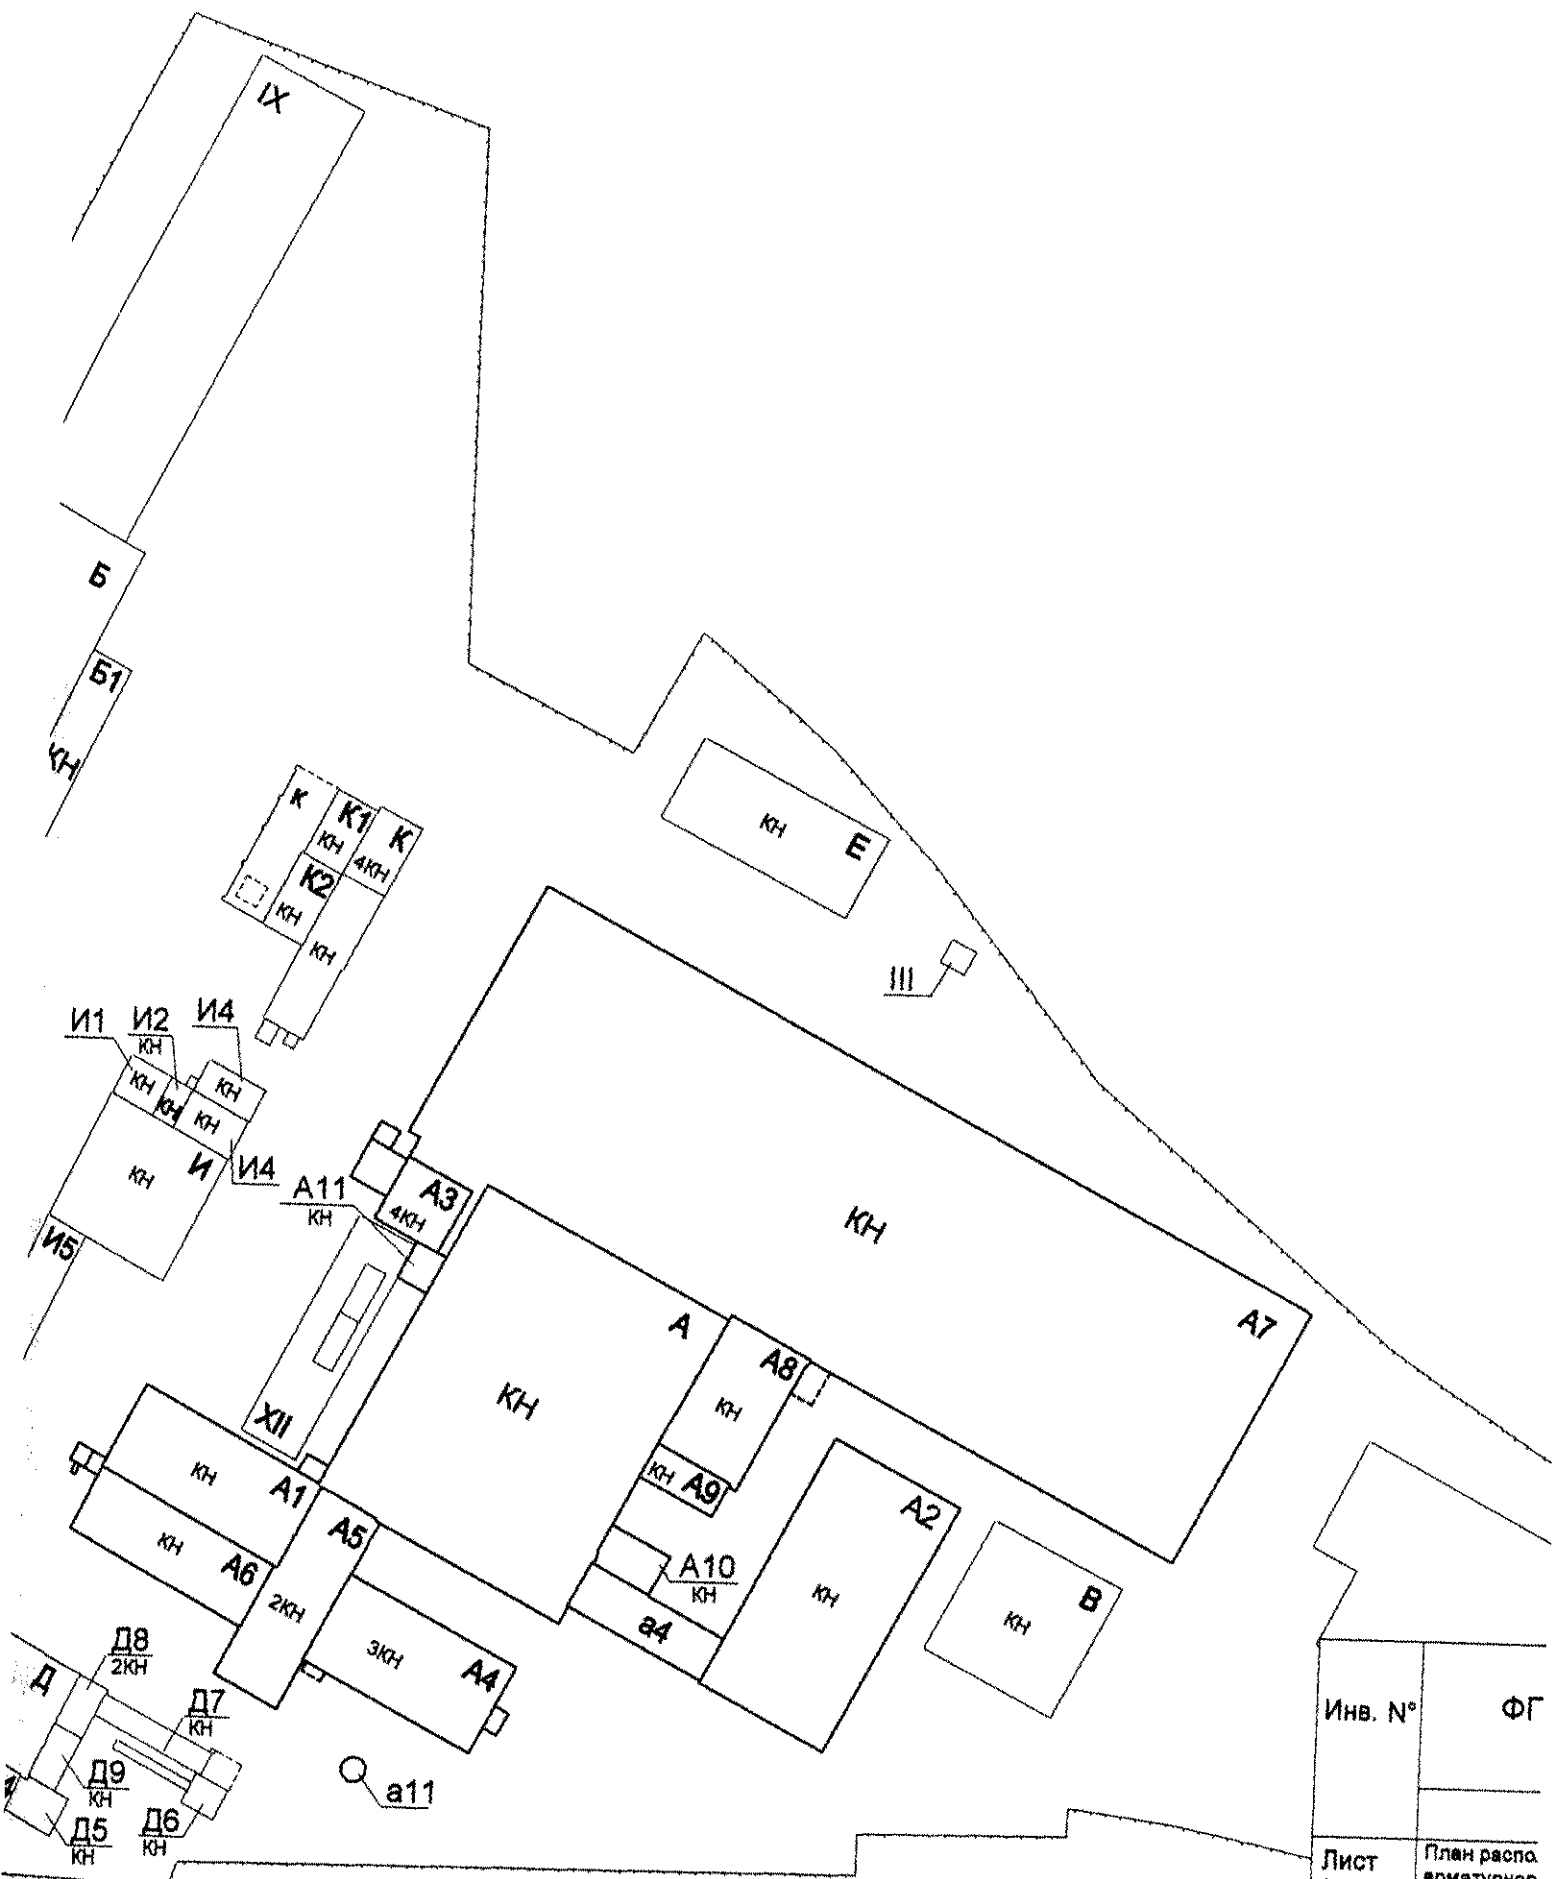 IX
Б
Б1
КН
к
К1
К
КН
4КН
К2
КН
КН
КН
Е
III
И1
И2
КН
И4
КН
КН
КН
КН
КН
И
И4
И5
А11
КН
А3
4КН
КН
А7
А
КН
А8
КН
КН
А9
XII
КН
А1
КН
А6
А5
2КН
3КН
А4
А10
КН
а4
А2
КН
В
КН
Д8
2КН
Д
Д7
КН
Д9
КН
Д5
КН
Д6
КН
а11
Инв. N°
ФГ
Лист
План распо